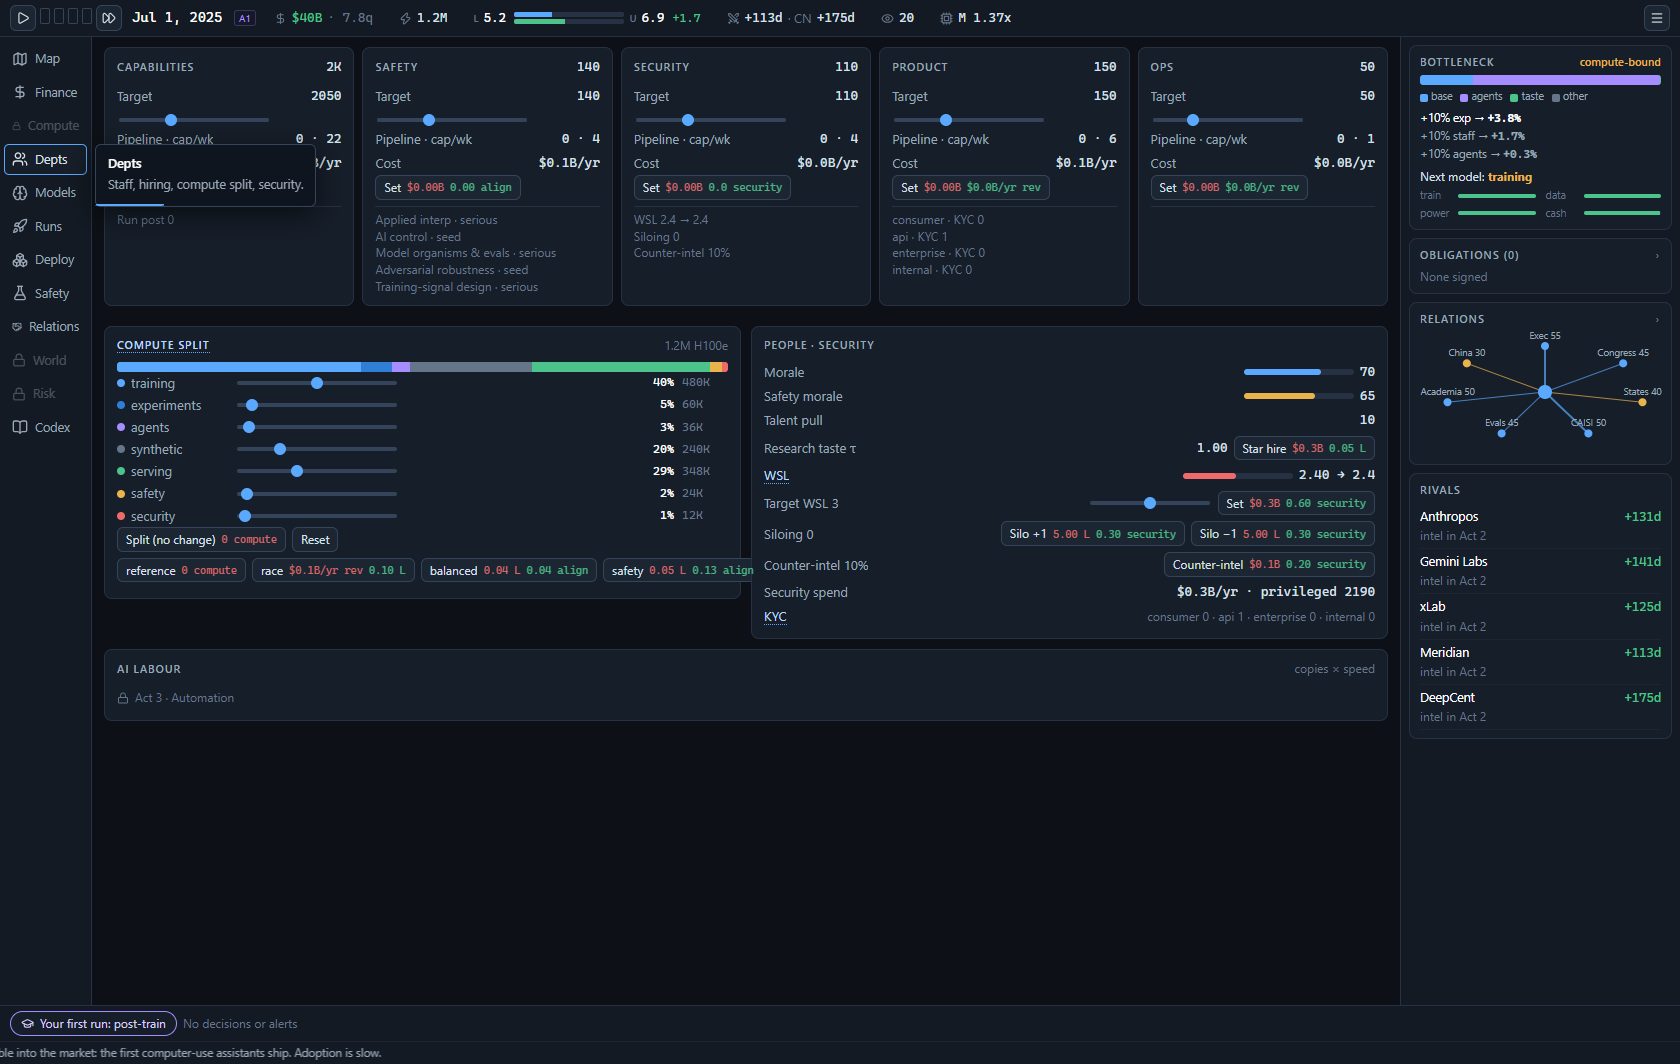 Jul 1, 2025 A1 $ $40B · 7.8q 1.2M L 5.2 U 6.9 +1.7 +113d · CN +175d 20 M 1.37x
Map
Finance
Compute
Depts
Models
Runs
Deploy
Safety
Relations
World
Risk
Codex
Depts
Staff, hiring, compute split, security.
CAPABILITIES 2K
Target 2050
Pipeline · cap/wk 0 · 22
/yr
Run post 0
SAFETY 140
Target 140
Pipeline · cap/wk 0 · 4
Cost $0.1B/yr
Set $0.00B 0.00 align
Applied interp · serious
AI control · seed
Model organisms & evals · serious
Adversarial robustness · seed
Training-signal design · serious
SECURITY 110
Target 110
Pipeline · cap/wk 0 · 4
Cost $0.0B/yr
Set $0.00B 0.0 security
WSL 2.4 → 2.4
Siloing 0
Counter-intel 10%
PRODUCT 150
Target 150
Pipeline · cap/wk 0 · 6
Cost $0.1B/yr
Set $0.00B $0.0B/yr rev
consumer · KYC 0
api · KYC 1
enterprise · KYC 0
internal · KYC 0
OPS 50
Target 50
Pipeline · cap/wk 0 · 1
Cost $0.0B/yr
Set $0.00B $0.0B/yr rev
COMPUTE SPLIT 1.2M H100e
training 40% 480K
experiments 5% 60K
agents 3% 36K
synthetic 20% 240K
serving 29% 348K
safety 2% 24K
security 1% 12K
Split (no change) 0 compute Reset
reference 0 compute race $0.1B/yr rev 0.10 L balanced 0.04 L 0.04 align safety 0.05 L 0.13 align
PEOPLE · SECURITY
Morale 70
Safety morale 65
Talent pull 10
Research taste τ 1.00 Star hire $0.3B 0.05 L
WSL 2.40 → 2.4
Target WSL 3 Set $0.3B 0.60 security
Siloing 0 Silo +1 5.00 L 0.30 security Silo −1 5.00 L 0.30 security
Counter-intel 10% Counter-intel $0.1B 0.20 security
Security spend $0.3B/yr · privileged 2190
KYC consumer 0 · api 1 · enterprise 0 · internal 0
AI LABOUR copies × speed
Act 3 · Automation
BOTTLENECK compute-bound
base agents taste other
+10% exp → +3.8%
+10% staff → +1.7%
+10% agents → +0.3%
Next model: training
train data
power cash
OBLIGATIONS (0) ›
None signed
RELATIONS ›
Exec 55
China 30 Congress 45
Academia 50 States 40
Evals 45 CAISI 50
RIVALS
Anthropos +131d
intel in Act 2
Gemini Labs +141d
intel in Act 2
xLab +125d
intel in Act 2
Meridian +113d
intel in Act 2
DeepCent +175d
intel in Act 2
Your first run: post-train No decisions or alerts
ble into the market: the first computer-use assistants ship. Adoption is slow.